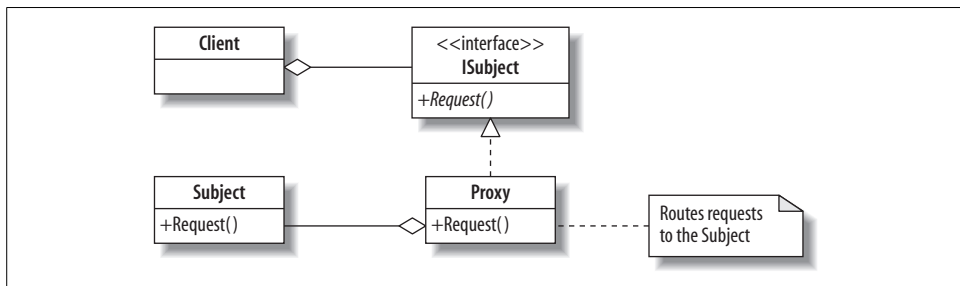 Client
<<interface>>
ISubject
+Request()
Subject
+Request()
Proxy
+Request()
Routes requests
to the Subject